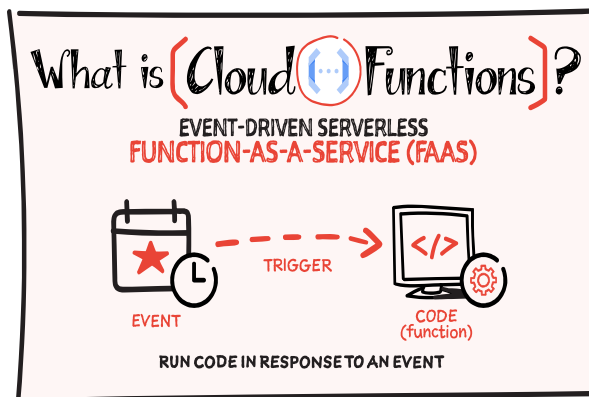 What is (Cloud Functions)?
EVENT-DRIVEN SERVERLESS
FUNCTION-AS-A-SERVICE (FAAS)
TRIGGER
</>
EVENT
CODE
(function)
RUN CODE IN RESPONSE TO AN EVENT